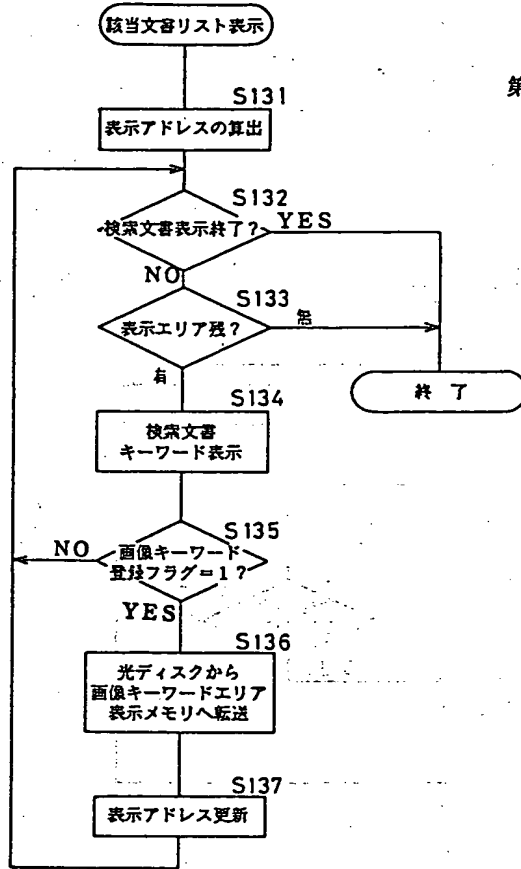 該当文書リスト表示
第
S131
表示アドレスの算出
S132
検索文書表示終了?
YES
NO
S133
表示エリア残?
無
有
終了
S134
検索文書
キーワード表示
S135
NO
画像キーワード
登録フラグ=1?
YES
S136
光ディスクから
画像キーワードエリア
表示メモリへ転送
S137
表示アドレス更新